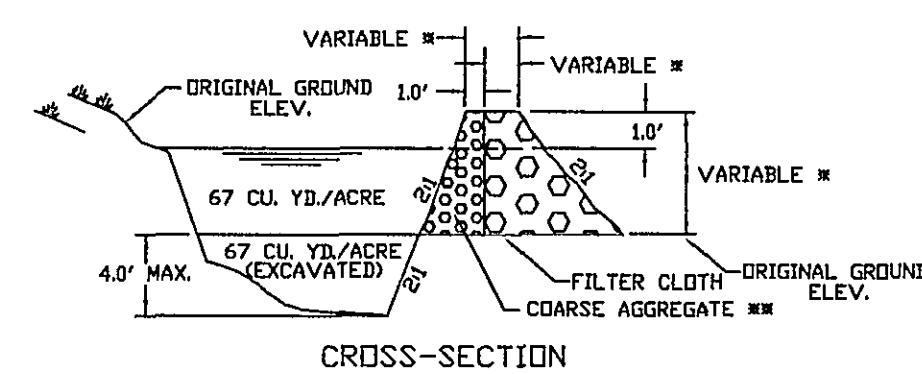 VARIABLE *
VARIABLE *
ORIGINAL GROUND
ELEV.
1.0'
1.0'
VARIABLE *
2:1
2:1
67 CU. YD./ACRE
67 CU. YD./ACRE
(EXCAVATED)
4.0' MAX.
2:1
FILTER CLOTH
ORIGINAL GROUND
ELEV.
COARSE AGGREGATE **
CROSS-SECTION